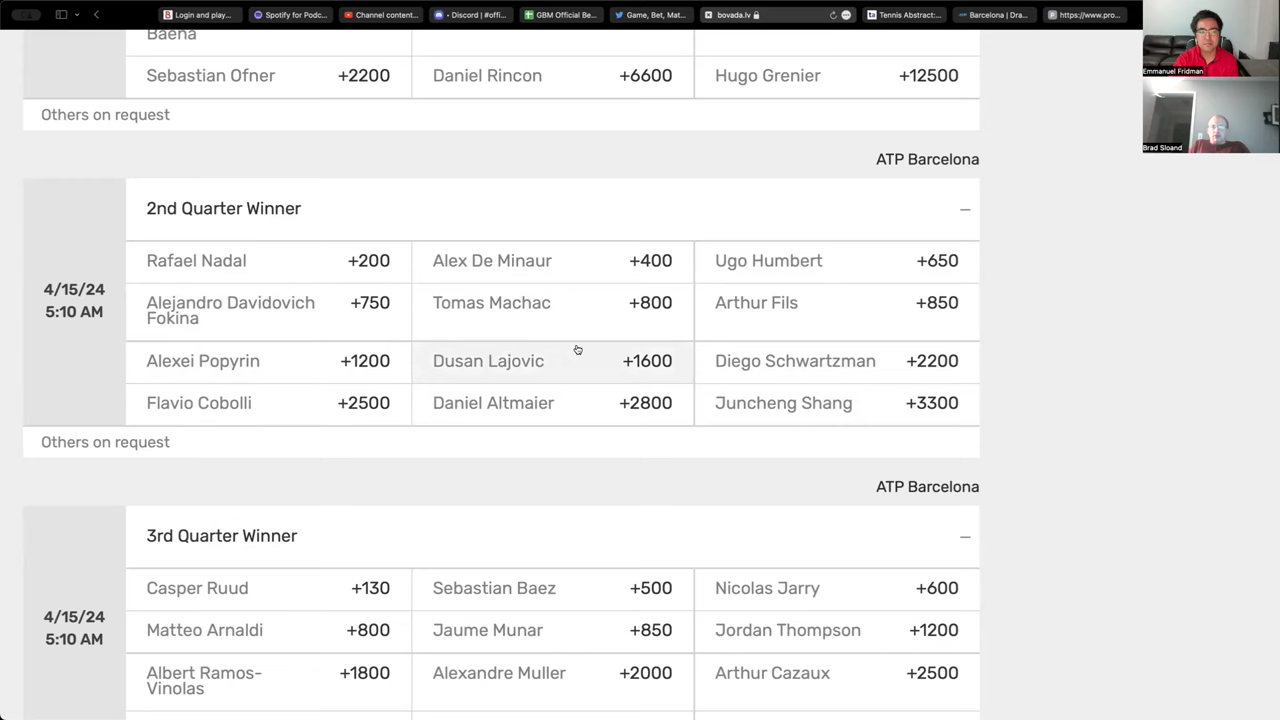 Login and play...
Spotify for Podc...
Channel content...
• Discord | #offi...
GBM Official Be...
Game, Bet, Mat...
bovada.lv
Tennis Abstract:...
Barcelona | Dra...
https://www.pro...
Emmanuel Fridman
Brad Sloand
Baena
Sebastian Ofner +2200 Daniel Rincon +6600 Hugo Grenier +12500
Others on request
ATP Barcelona
2nd Quarter Winner
4/15/24
5:10 AM
Rafael Nadal +200 Alex De Minaur +400 Ugo Humbert +650
Alejandro Davidovich +750 Tomas Machac +800 Arthur Fils +850
Fokina
Alexei Popyrin +1200 Dusan Lajovic +1600 Diego Schwartzman +2200
Flavio Cobolli +2500 Daniel Altmaier +2800 Juncheng Shang +3300
Others on request
ATP Barcelona
3rd Quarter Winner
4/15/24
5:10 AM
Casper Ruud +130 Sebastian Baez +500 Nicolas Jarry +600
Matteo Arnaldi +800 Jaume Munar +850 Jordan Thompson +1200
Albert Ramos- +1800 Alexandre Muller +2000 Arthur Cazaux +2500
Vinolas